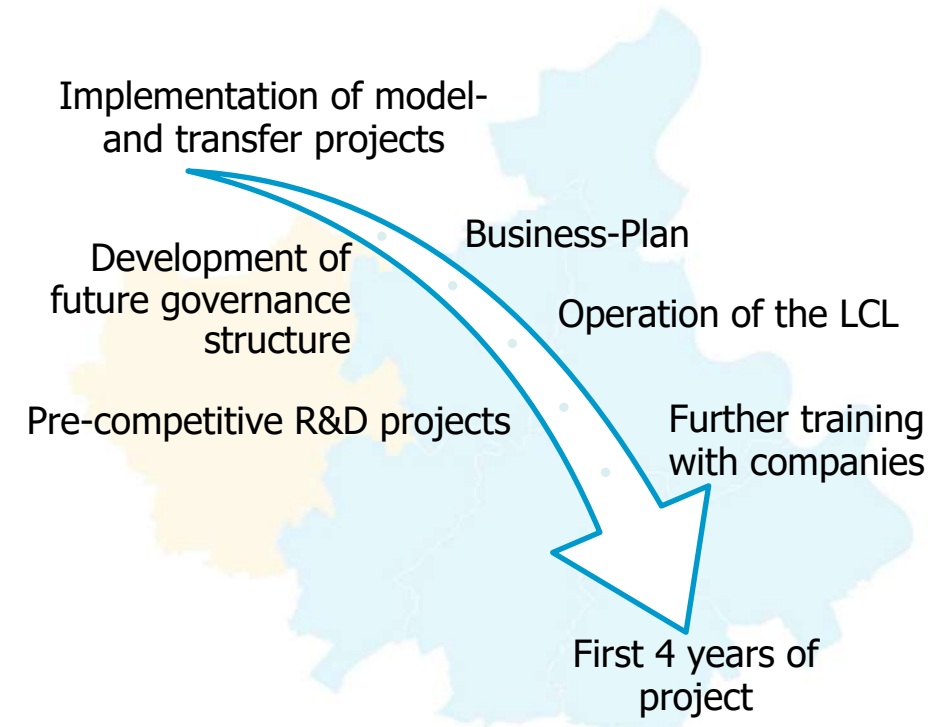 Implementation of model-
and transfer projects
Business-Plan
Development of
future governance
structure
Operation of the LCL
Pre-competitive R&D projects
Further training
with companies
First 4 years of
project